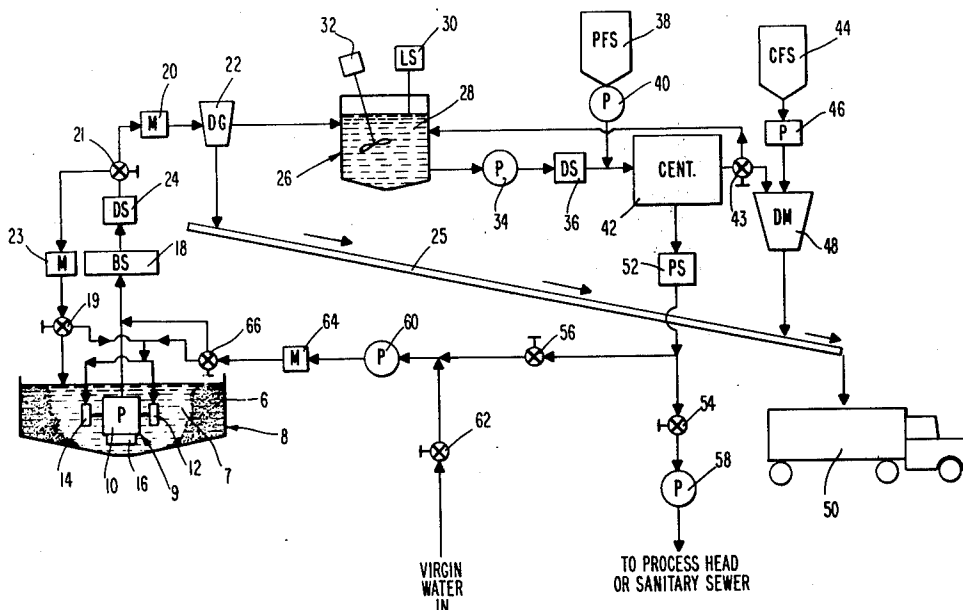 32
30
LS
38
PFS
44
CFS
20
22
M
DG
28
P
40
P
46
21
26
24
DS
P
34
DS
36
CENT.
42
43
DM
48
23
M
BS
18
25
52
PS
19
66
64
M
60
P
56
6
8
P
7
14
10
16
9
12
62
54
P
58
50
VIRGIN
WATER
IN
TO PROCESS HEAD
OR SANITARY SEWER